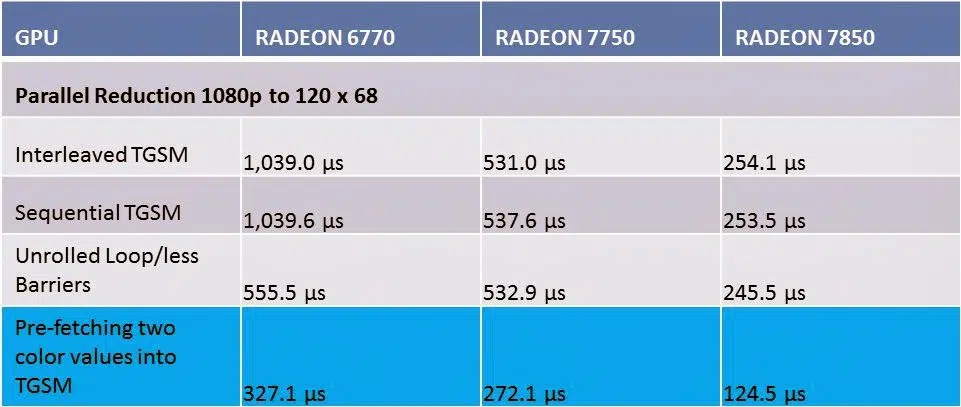 GPU RADEON 6770 RADEON 7750 RADEON 7850
Parallel Reduction 1080p to 120 x 68
Interleaved TGSM 1,039.0 µs 531.0 µs 254.1 µs
Sequential TGSM 1,039.6 µs 537.6 µs 253.5 µs
Unrolled Loop/less
Barriers 555.5 µs 532.9 µs 245.5 µs
Pre-fetching two
color values into
TGSM 327.1 µs 272.1 µs 124.5 µs